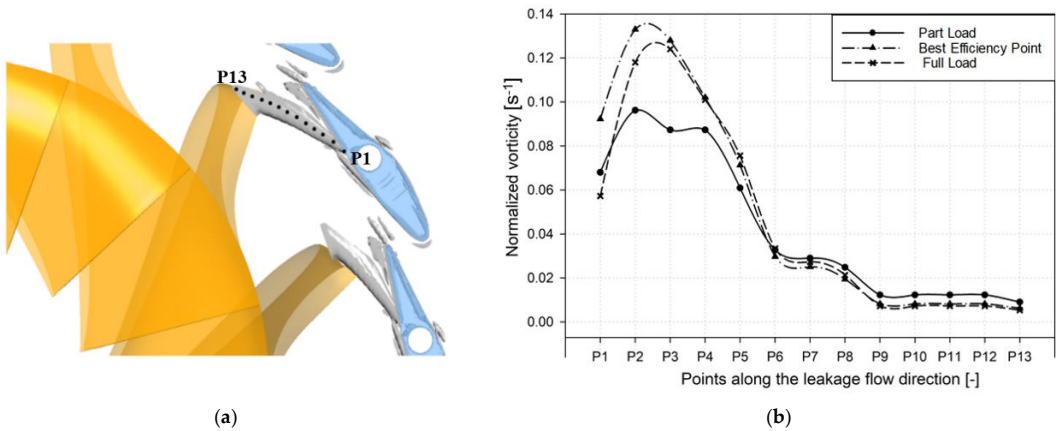 P13
P1
(a)
Normalized vorticity [s⁻¹]
0.14
0.12
0.10
0.08
0.06
0.04
0.02
0.00
Part Load
Best Efficiency Point
Full Load
P1 P2 P3 P4 P5 P6 P7 P8 P9 P10 P11 P12 P13
Points along the leakage flow direction [-]
(b)